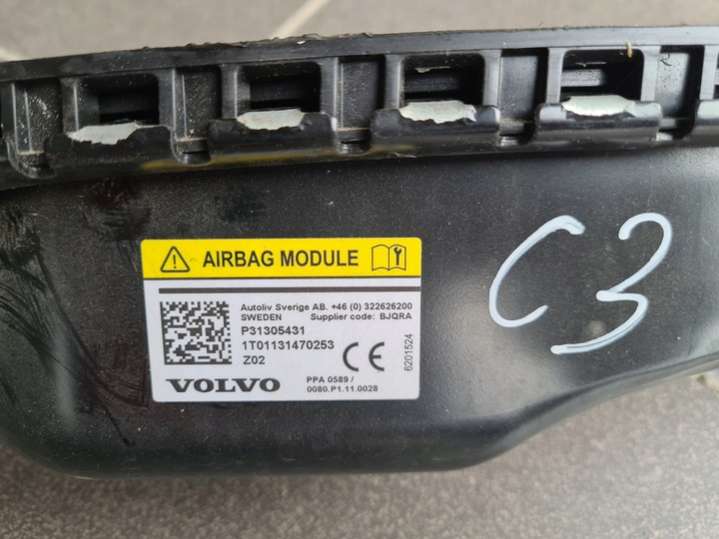 AIRBAG MODULE
Autoliv Sverige AB. +46 (0) 322626200
SWEDEN Supplier code: BJQRA
P31305431
1T01131470253
Z02
CE
VOLVO
PPA 0589 /
0080.P1.11.0028
6201524
C3